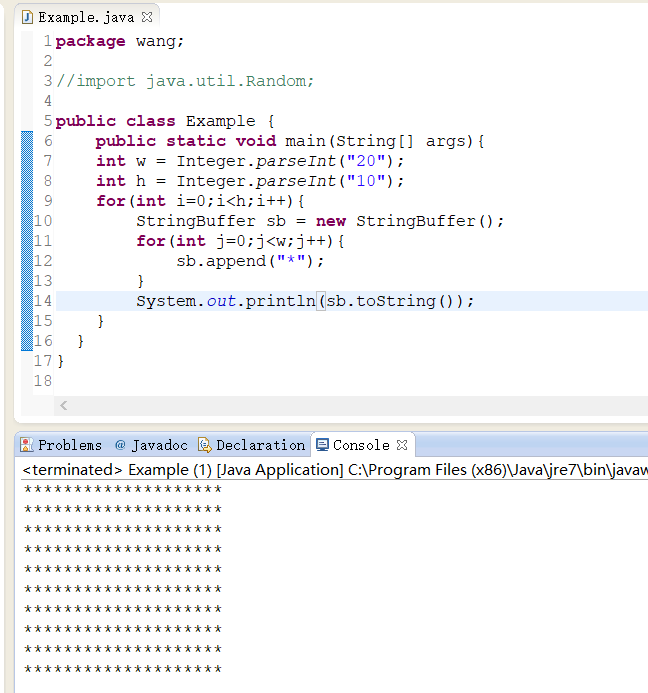 Example.java
1 package wang;
2
3 //import java.util.Random;
4
5 public class Example {
6     public static void main(String[] args){
7     int w = Integer.parseInt("20");
8     int h = Integer.parseInt("10");
9     for(int i=0;i<h;i++){
10         StringBuffer sb = new StringBuffer();
11         for(int j=0;j<w;j++){
12             sb.append("*");
13         }
14         System.out.println(sb.toString());
15     }
16   }
17 }
18
Problems @ Javadoc Declaration Console
<terminated> Example (1) [Java Application] C:\Program Files (x86)\Java\jre7\bin\javaw
********************
********************
********************
********************
********************
********************
********************
********************
********************
********************